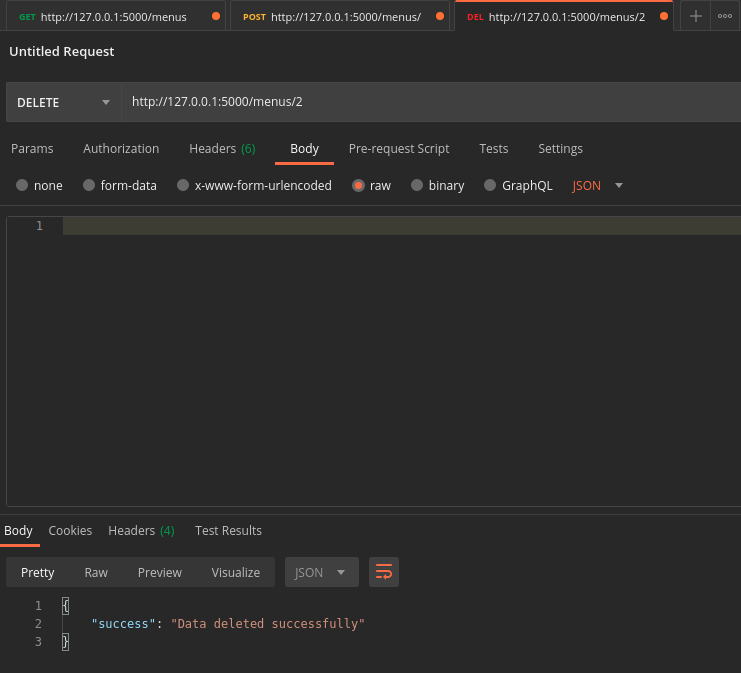 GET http://127.0.0.1:5000/menus POST http://127.0.0.1:5000/menus/ DEL http://127.0.0.1:5000/menus/2
Untitled Request
DELETE http://127.0.0.1:5000/menus/2
Params Authorization Headers (6) Body Pre-request Script Tests Settings
none form-data x-www-form-urlencoded raw binary GraphQL JSON
1
Body Cookies Headers (4) Test Results
Pretty Raw Preview Visualize JSON
1 {
2 "success": "Data deleted successfully"
3 }